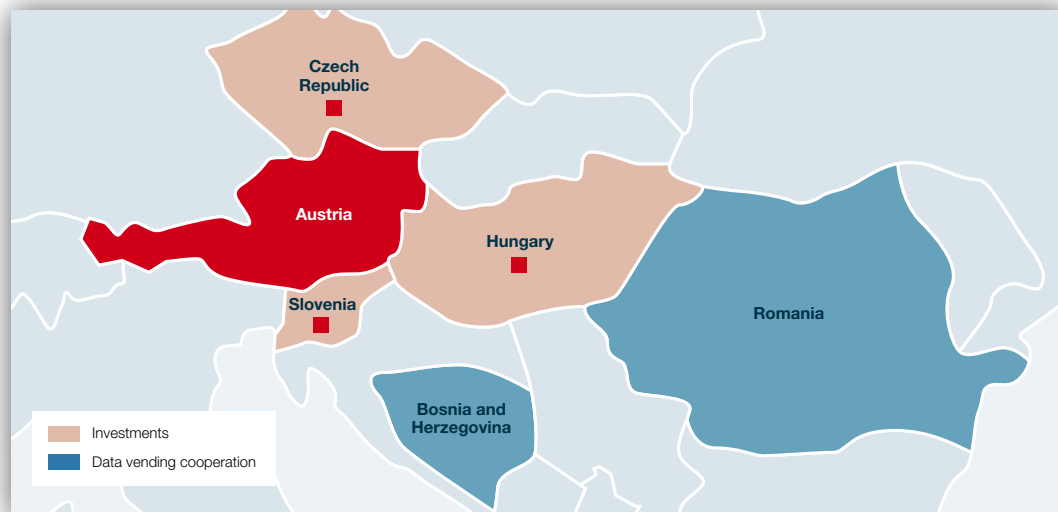 Czech
Republic
Austria
Hungary
Slovenia
Romania
Bosnia and
Herzegovina
Investments
Data vending cooperation